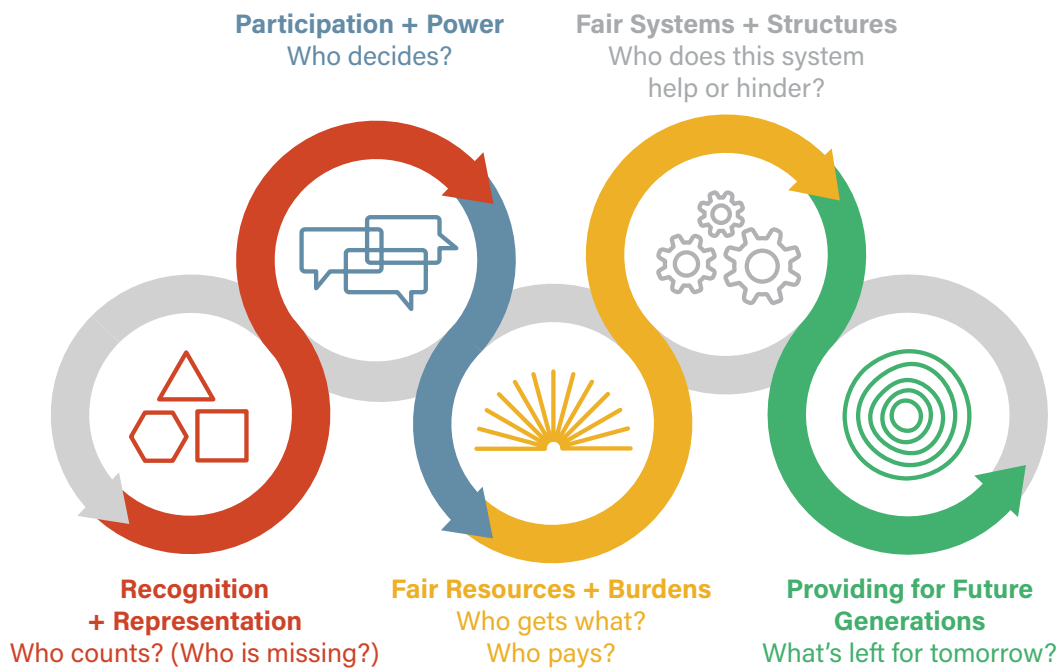 Participation + Power
Who decides?
Fair Systems + Structures
Who does this system
help or hinder?
Recognition
+ Representation
Who counts? (Who is missing?)
Fair Resources + Burdens
Who gets what?
Who pays?
Providing for Future
Generations
What's left for tomorrow?